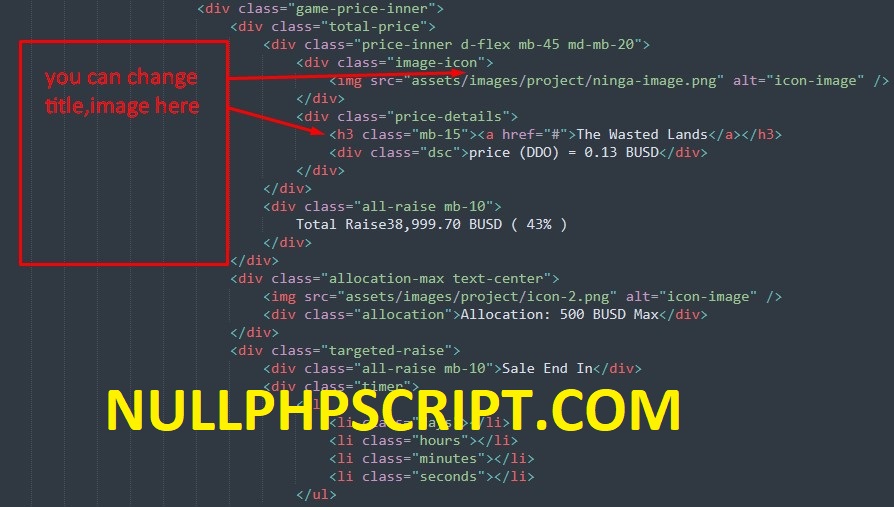 <div class="game-price-inner">
<div class="total-price">
<div class="price-inner d-flex mb-45 md-mb-20">
<div class="image-icon">
<img src="assets/images/project/ninga-image.png" alt="icon-image" />
</div>
<div class="price-details">
<h3 class="mb-15"><a href="#">The Wasted Lands</a></h3>
<div class="dsc">price (DDO) = 0.13 BUSD</div>
</div>
</div>
<div class="all-raise mb-10">
Total Raise38,999.70 BUSD ( 43% )
</div>
</div>
<div class="allocation-max text-center">
<img src="assets/images/project/icon-2.png" alt="icon-image" />
<div class="allocation">Allocation: 500 BUSD Max</div>
</div>
<div class="targeted-raise">
<div class="all-raise mb-10">Sale End In</div>
<div class="timer">
<li class="hours"></li>
<li class="minutes"></li>
<li class="seconds"></li>
</ul>
you can change
title,image here
NULLPHPSCRIPT.COM